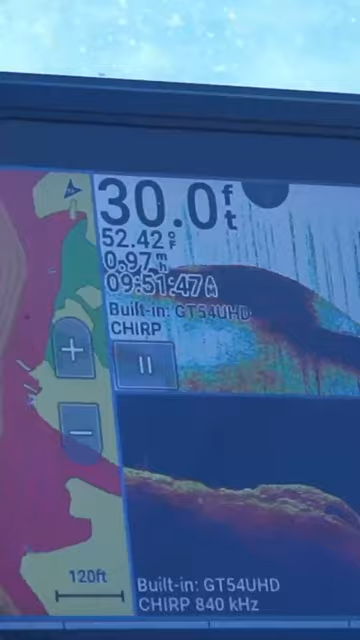 30.0 ft
52.42 °F
0.97 mh
09:51:47 A
Built-in: GT54UHD
CHIRP
+
−
120ft
Built-in: GT54UHD
CHIRP 840 kHz